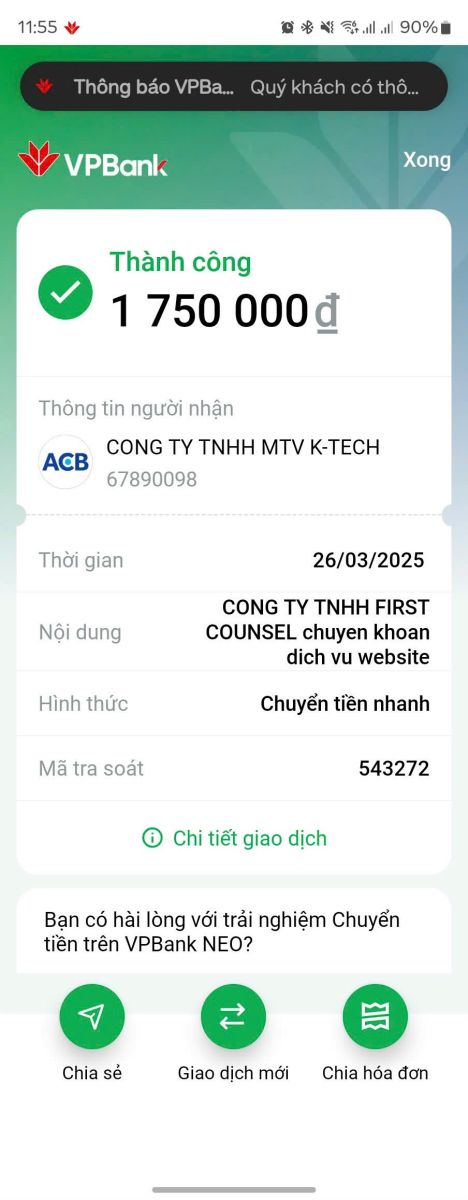 11:55
90%
Thông báo VPBa... Quý khách có thô...
VPBank
Xong
Thành công
1 750 000đ
Thông tin người nhận
ACB
CONG TY TNHH MTV K-TECH
67890098
Thời gian
26/03/2025
Nội dung
CONG TY TNHH FIRST
COUNSEL chuyen khoan
dich vu website
Hình thức
Chuyển tiền nhanh
Mã tra soát
543272
Chi tiết giao dịch
Bạn có hài lòng với trải nghiệm Chuyển
tiền trên VPBank NEO?
Chia sẻ
Giao dịch mới
Chia hóa đơn